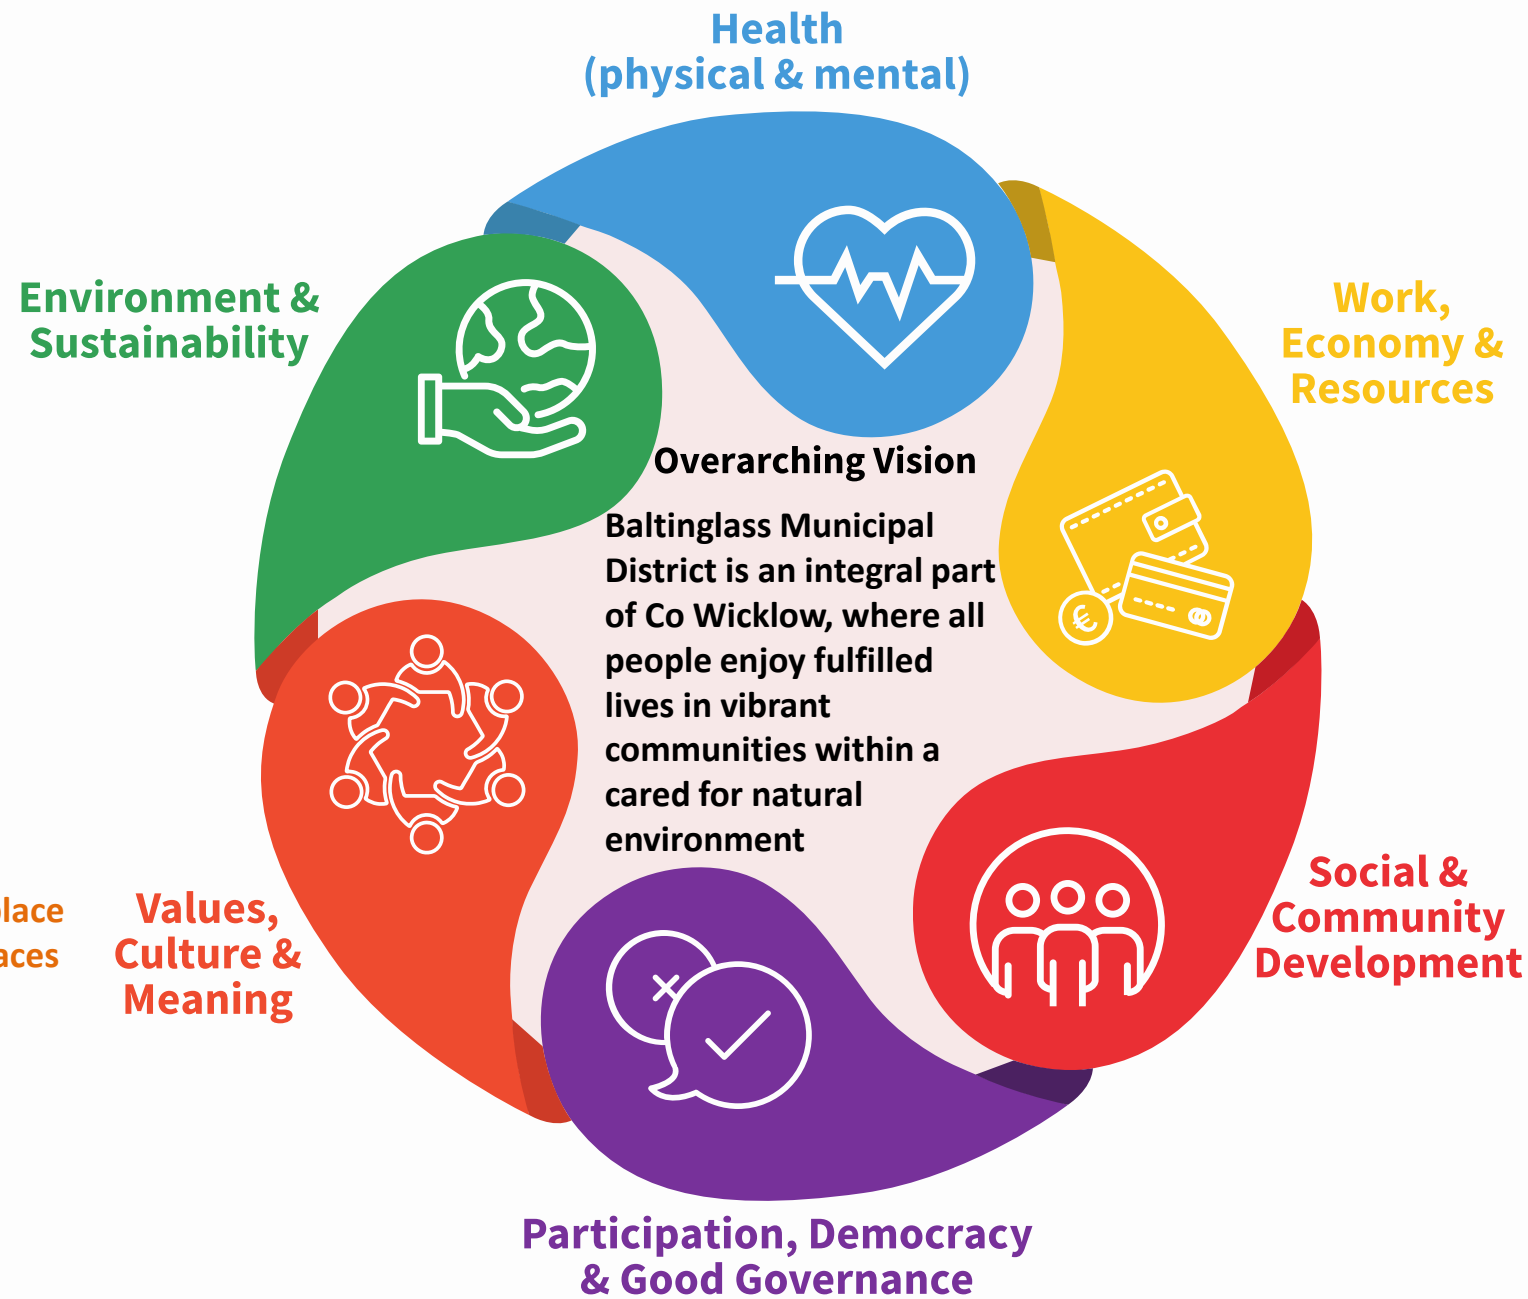 Health
(physical & mental)
Environment &
Sustainability
Work,
Economy &
Resources
Overarching Vision
Baltinglass Municipal
District is an integral part
of Co Wicklow, where all
people enjoy fulfilled
lives in vibrant
communities within a
cared for natural
environment
€
Social &
Community
Development
Values,
Culture &
Meaning
Participation, Democracy
& Good Governance